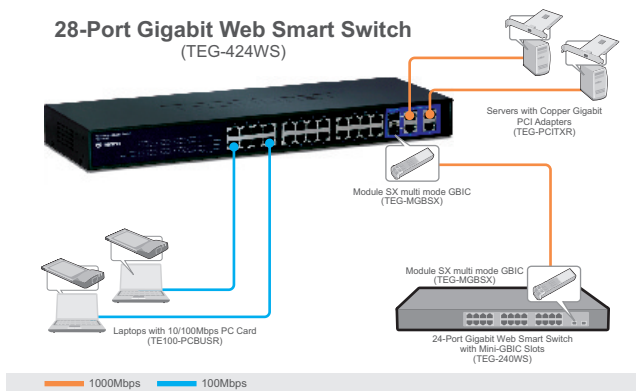 28-Port Gigabit Web Smart Switch
(TEG-424WS)
Servers with Copper Gigabit
PCI Adapters
(TEG-PCITXR)
Module SX multi mode GBIC
(TEG-MGBSX)
Module SX multi mode GBIC
(TEG-MGBSX)
Laptops with 10/100Mbps PC Card
(TE100-PCBUSR)
24-Port Gigabit Web Smart Switch
with Mini-GBIC Slots
(TEG-240WS)
1000Mbps
100Mbps